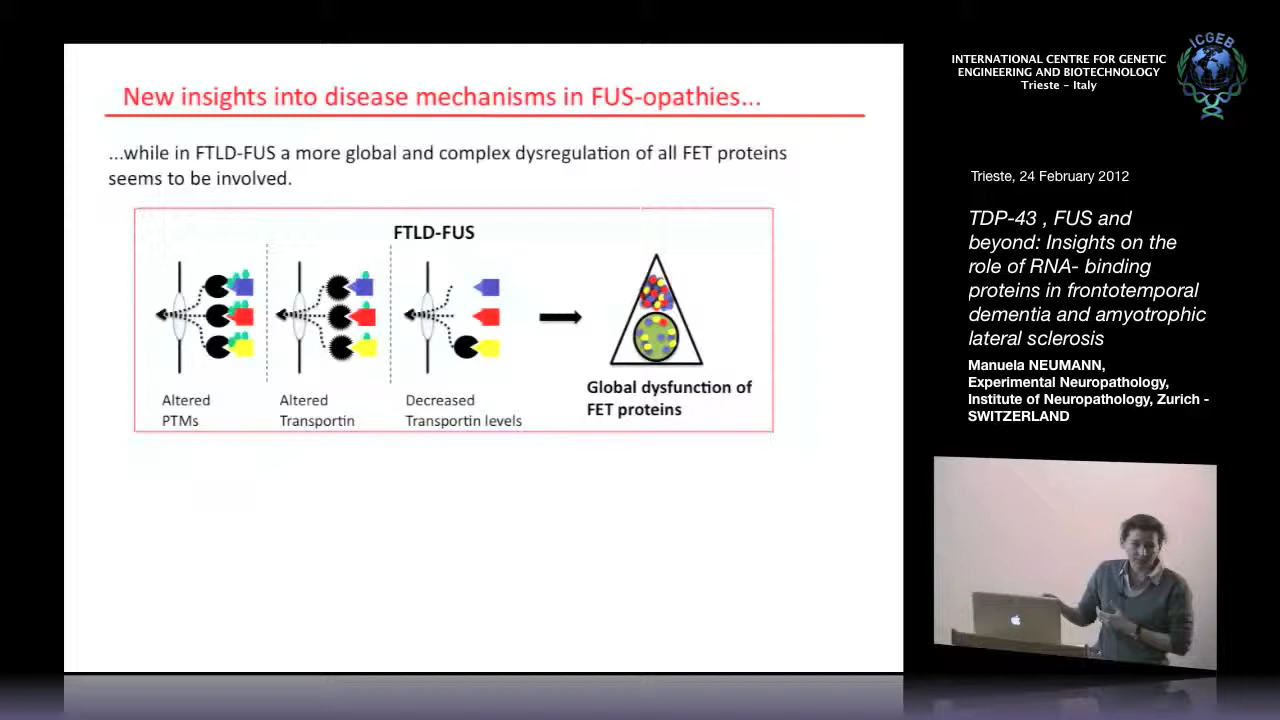 New insights into disease mechanisms in FUS-opathies...
...while in FTLD-FUS a more global and complex dysregulation of all FET proteins
seems to be involved.
FTLD-FUS
Altered
PTMs
Altered
Transportin
Decreased
Transportin levels
Global dysfunction of
FET proteins
INTERNATIONAL CENTRE FOR GENETIC
ENGINEERING AND BIOTECHNOLOGY
Trieste - Italy
ICGEB
Trieste, 24 February 2012
TDP-43 , FUS and
beyond: Insights on the
role of RNA- binding
proteins in frontotemporal
dementia and amyotrophic
lateral sclerosis
Manuela NEUMANN,
Experimental Neuropathology,
Institute of Neuropathology, Zurich -
SWITZERLAND